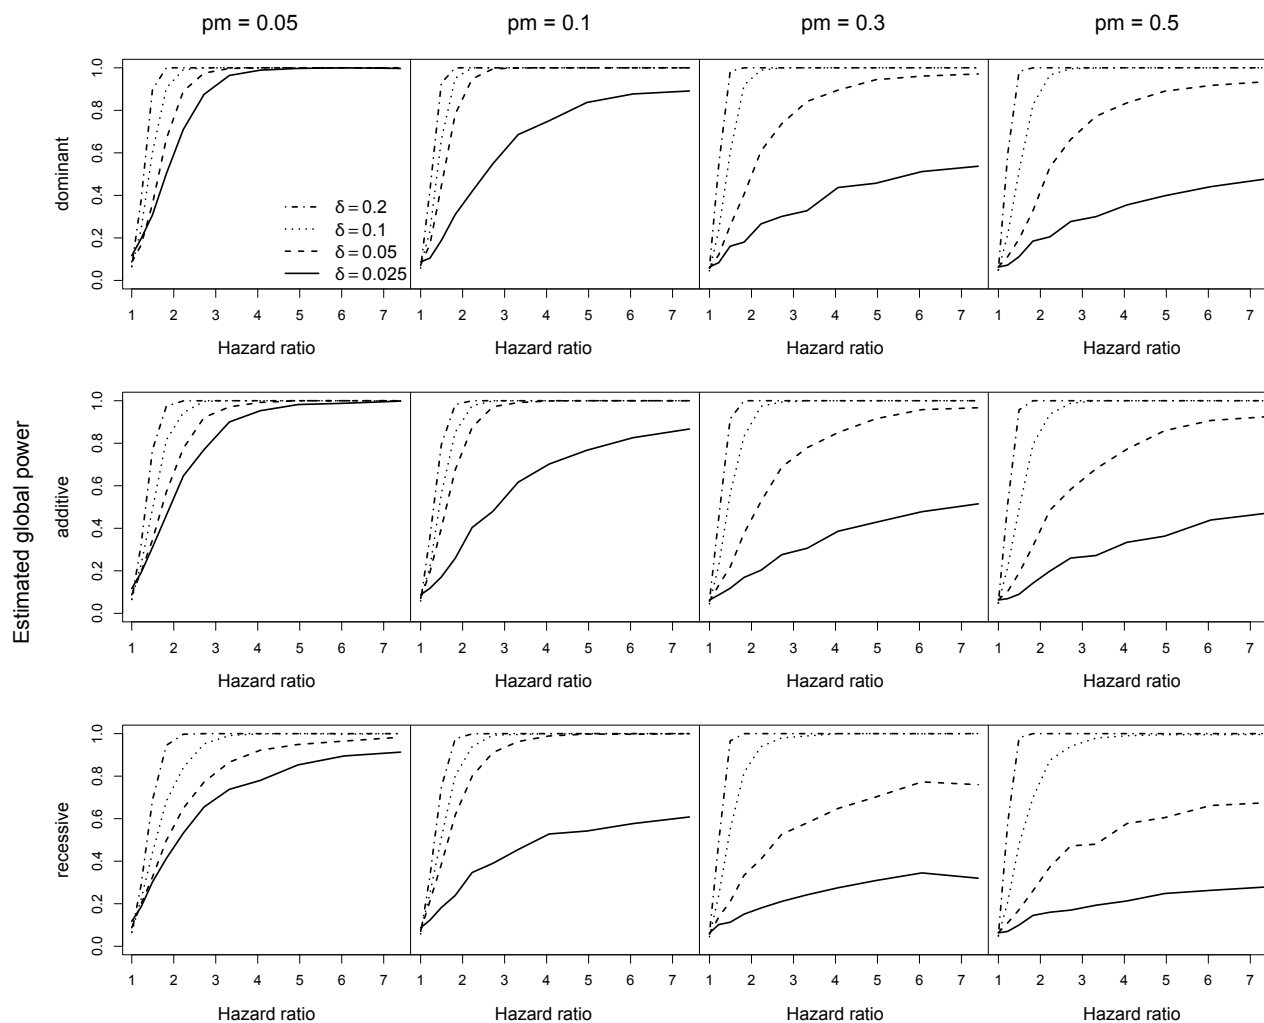 pm = 0.05 pm = 0.1 pm = 0.3 pm = 0.5
Estimated global power
dominant
0.0 0.2 0.4 0.6 0.8 1.0
δ = 0.2
δ = 0.1
δ = 0.05
δ = 0.025
1 2 3 4 5 6 7 1 2 3 4 5 6 7 1 2 3 4 5 6 7 1 2 3 4 5 6 7
Hazard ratio Hazard ratio Hazard ratio Hazard ratio
additive
0.0 0.2 0.4 0.6 0.8 1.0
1 2 3 4 5 6 7 1 2 3 4 5 6 7 1 2 3 4 5 6 7 1 2 3 4 5 6 7
Hazard ratio Hazard ratio Hazard ratio Hazard ratio
recessive
0.0 0.2 0.4 0.6 0.8 1.0
1 2 3 4 5 6 7 1 2 3 4 5 6 7 1 2 3 4 5 6 7 1 2 3 4 5 6 7
Hazard ratio Hazard ratio Hazard ratio Hazard ratio